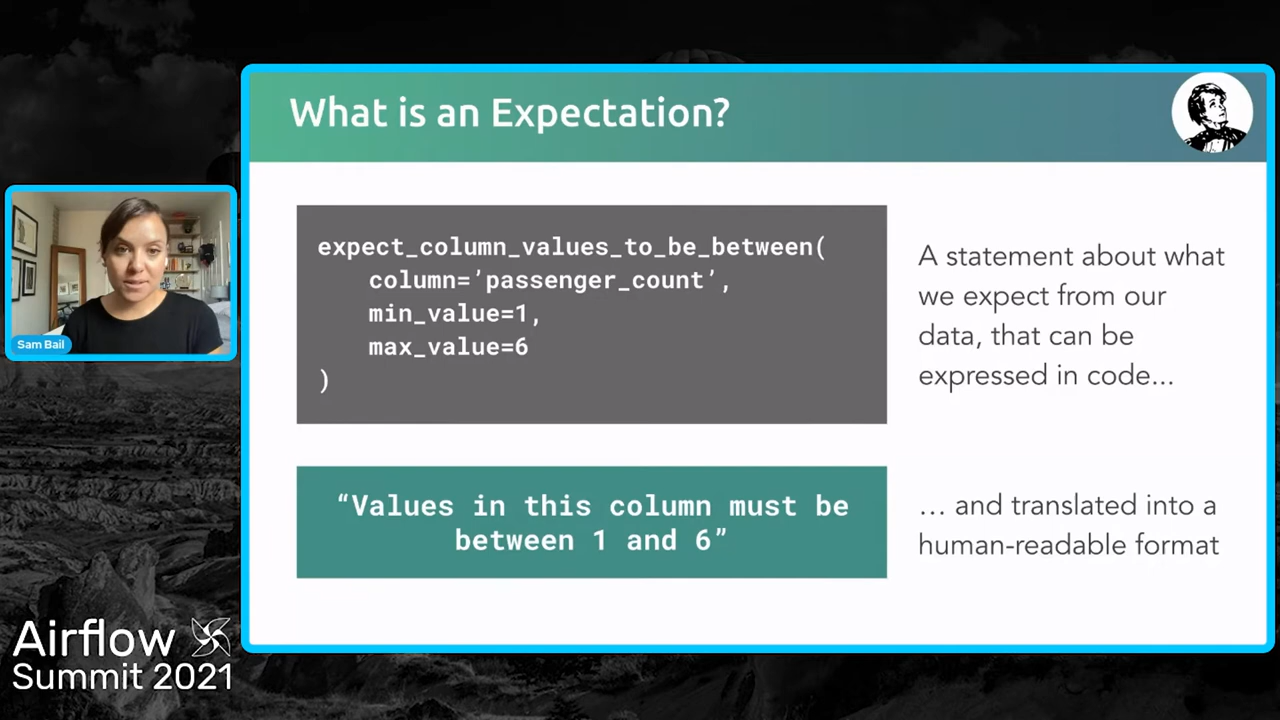 What is an Expectation?
expect_column_values_to_be_between(
column=’passenger_count’,
min_value=1,
max_value=6
)
A statement about what
we expect from our
data, that can be
expressed in code...
“Values in this column must be
between 1 and 6”
… and translated into a
human-readable format
Sam Bail
Airflow
Summit 2021